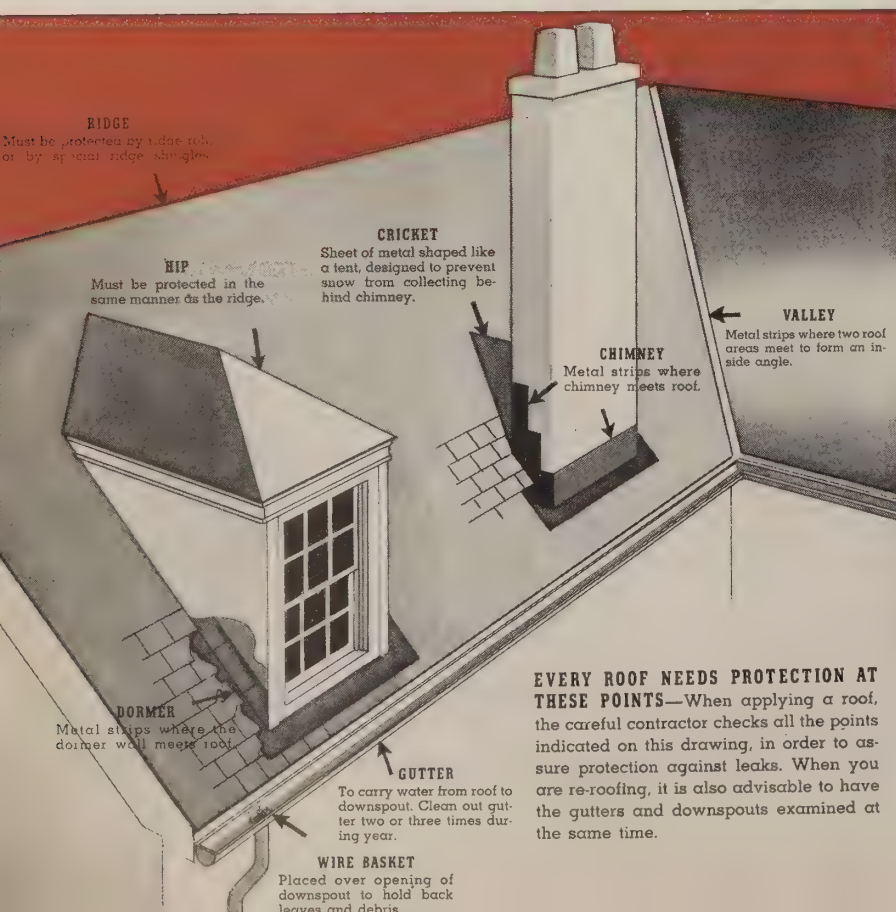 RIDGE
Must be protected by ridge roll,
or by special ridge shingles.
HIP
Must be protected in the
same manner as the ridge.
CRICKET
Sheet of metal shaped like
a tent, designed to prevent
snow from collecting be-
hind chimney.
CHIMNEY
Metal strips where
chimney meets roof.
VALLEY
Metal strips where two roof
areas meet to form an in-
side angle.
DORMER
Metal strips where the
dormer wall meets roof.
GUTTER
To carry water from roof to
downspout. Clean out gut-
ter two or three times dur-
ing year.
WIRE BASKET
Placed over opening of
downspout to hold back
leaves and debris
EVERY ROOF NEEDS PROTECTION AT
THESE POINTS—When applying a roof,
the careful contractor checks all the points
indicated on this drawing, in order to as-
sure protection against leaks. When you
are re-roofing, it is also advisable to have
the gutters and downspouts examined at
the same time.